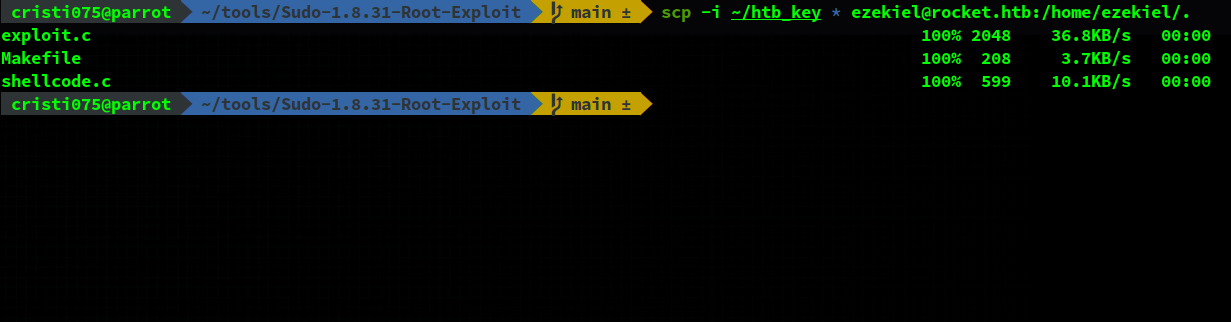 cristi075@parrot ~/tools/Sudo-1.8.31-Root-Exploit main ± scp -i ~/htb_key * ezekiel@rocket.htb:/home/ezekiel/.
exploit.c 100% 2048 36.8KB/s 00:00
Makefile 100% 208 3.7KB/s 00:00
shellcode.c 100% 599 10.1KB/s 00:00
cristi075@parrot ~/tools/Sudo-1.8.31-Root-Exploit main ±